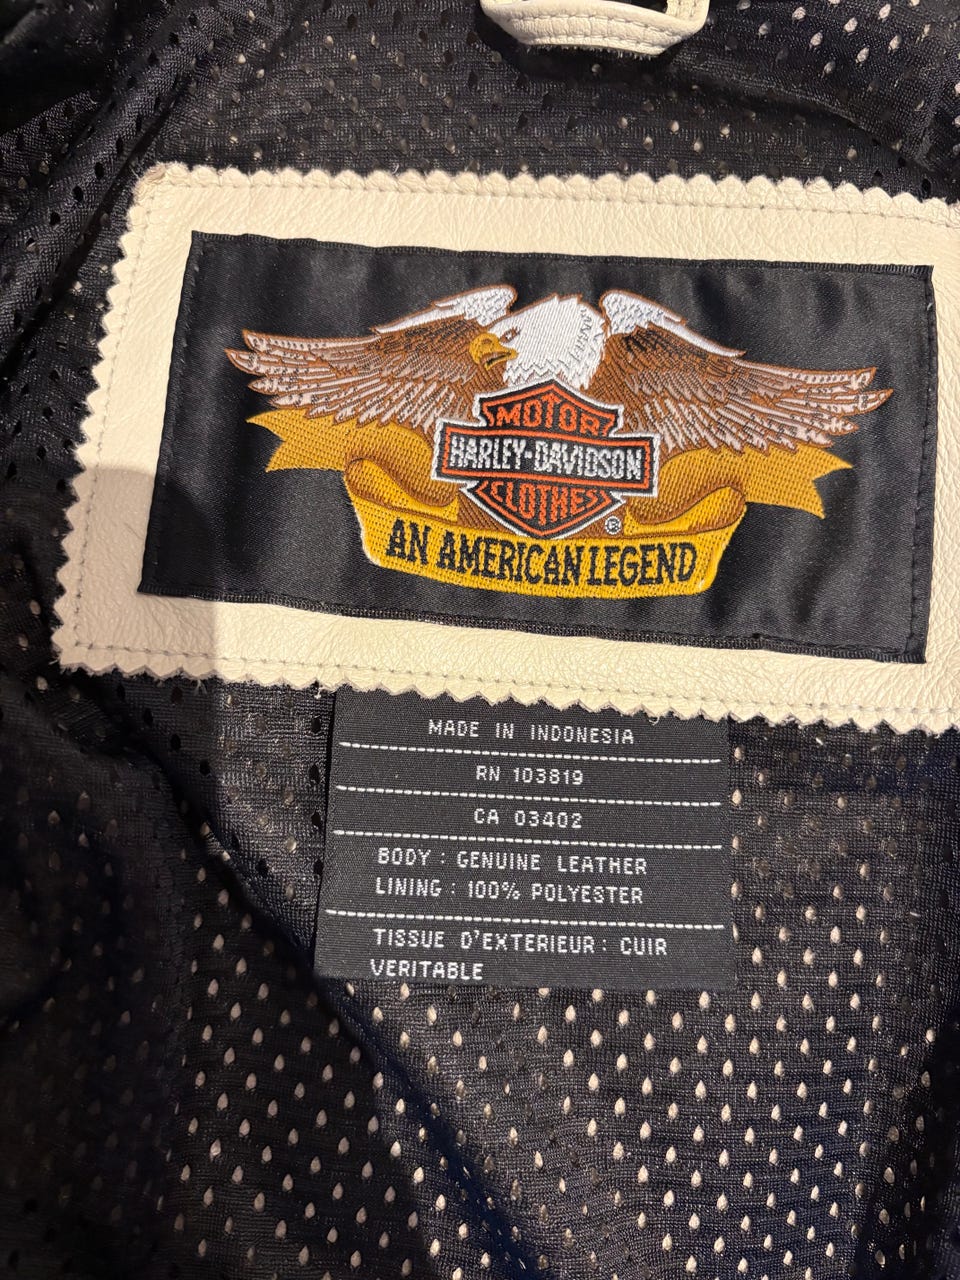 MOTOR
HARLEY-DAVIDSON
CLOTHES
®
AN AMERICAN LEGEND
MADE IN INDONESIA
RN 103819
CA 03402
BODY : GENUINE LEATHER
LINING : 100% POLYESTER
TISSUE D'EXTERIEUR : CUIR
VERITABLE